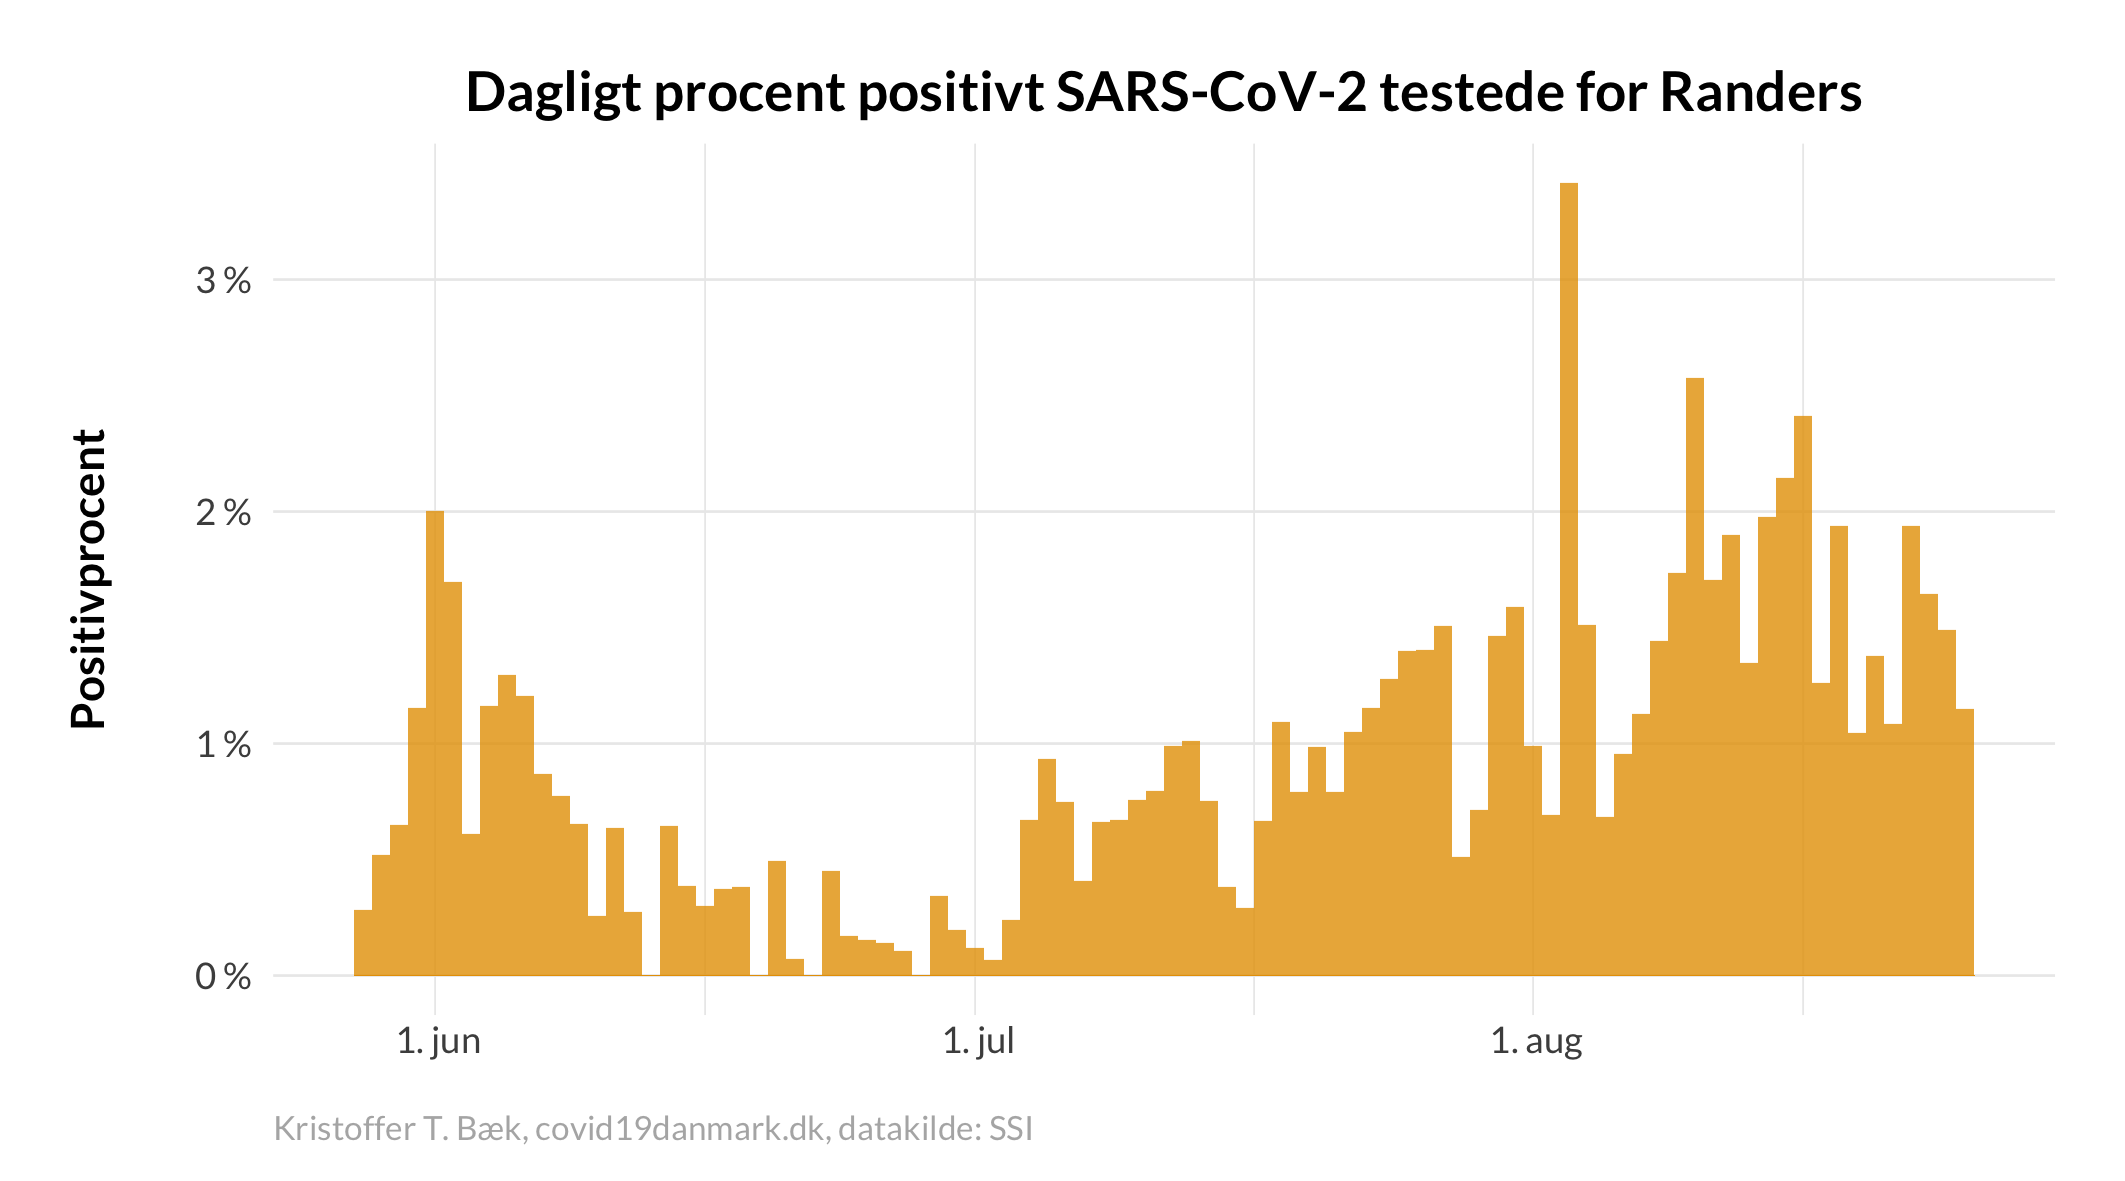 Dagligt procent positivt SARS-CoV-2 testede for Randers
Positivprocent
3 %
2 %
1 %
0 %
1. jun
1. jul
1. aug
Kristoffer T. Bæk, covid19danmark.dk, datakilde: SSI